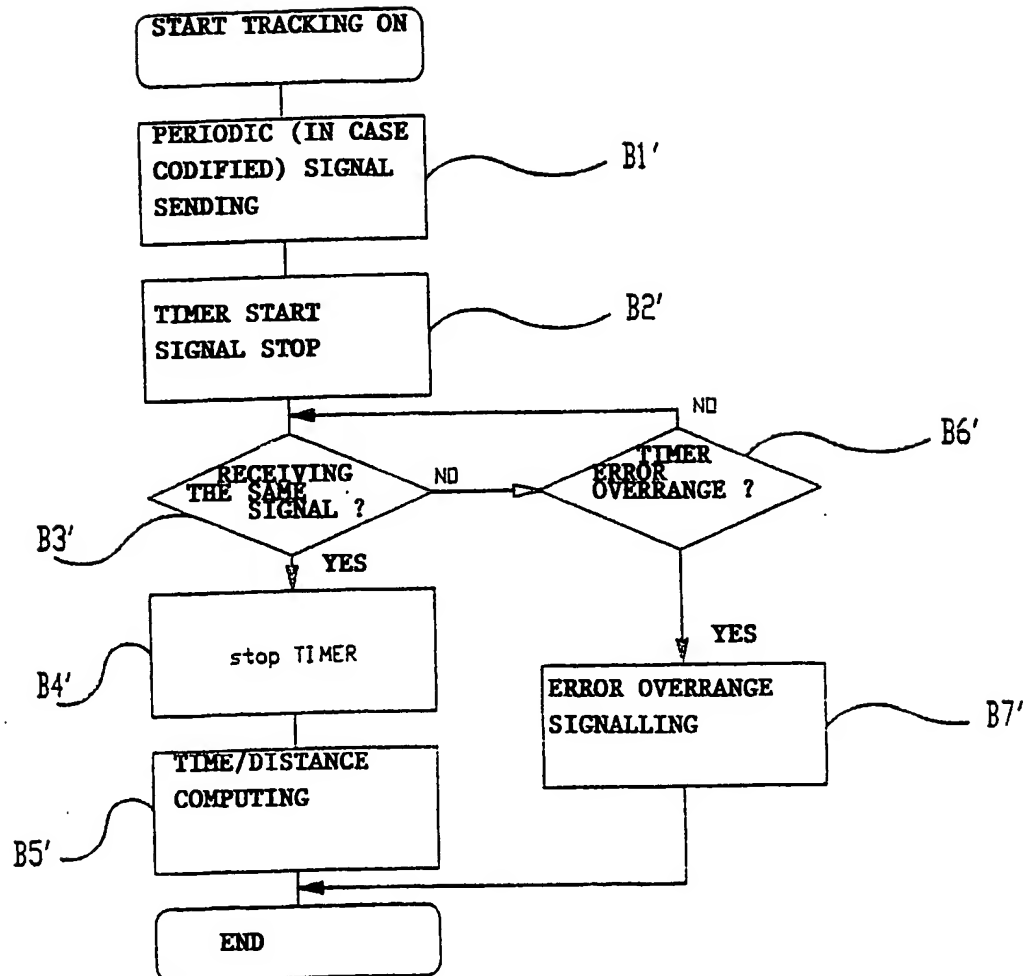 START TRACKING ON
PERIODIC (IN CASE
CODIFIED) SIGNAL
SENDING
B1'
TIMER START
SIGNAL STOP
B2'
NO
B6'
RECEIVING
THE SAME
SIGNAL ?
NO
TIMER
ERROR
OVERRANGE ?
B3'
YES
stop TIMER
B4'
YES
ERROR OVERRANGE
SIGNALLING
B7'
TIME/DISTANCE
COMPUTING
B5'
END